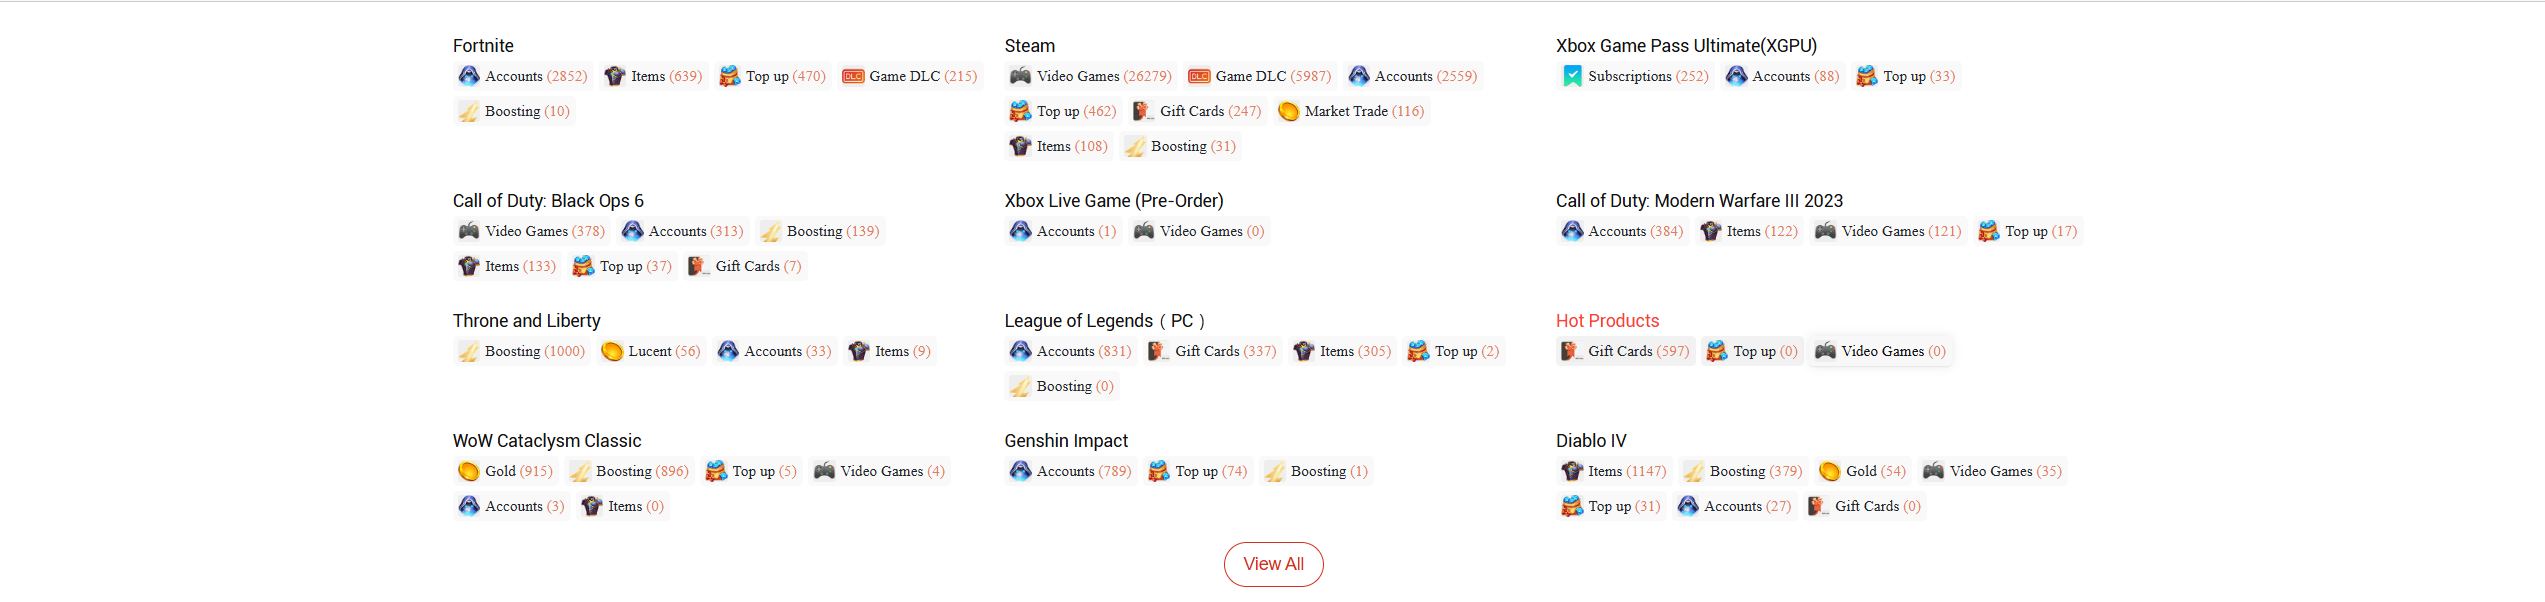 Fortnite
Accounts (2852) Items (639) Top up (470) DLC Game DLC (215)
Boosting (10)
Steam
Video Games (26279) DLC Game DLC (5987) Accounts (2559)
Top up (462) Gift Cards (247) Market Trade (116)
Items (108) Boosting (31)
Xbox Game Pass Ultimate(XGPU)
Subscriptions (252) Accounts (88) Top up (33)
Call of Duty: Black Ops 6
Video Games (378) Accounts (313) Boosting (139)
Items (133) Top up (37) Gift Cards (7)
Xbox Live Game (Pre-Order)
Accounts (1) Video Games (0)
Call of Duty: Modern Warfare III 2023
Accounts (384) Items (122) Video Games (121) Top up (17)
Throne and Liberty
Boosting (1000) Lucent (56) Accounts (33) Items (9)
League of Legends（PC）
Accounts (831) Gift Cards (337) Items (305) Top up (2)
Boosting (0)
Hot Products
Gift Cards (597) Top up (0) Video Games (0)
WoW Cataclysm Classic
Gold (915) Boosting (896) Top up (5) Video Games (4)
Accounts (3) Items (0)
Genshin Impact
Accounts (789) Top up (74) Boosting (1)
Diablo IV
Items (1147) Boosting (379) Gold (54) Video Games (35)
Top up (31) Accounts (27) Gift Cards (0)
View All